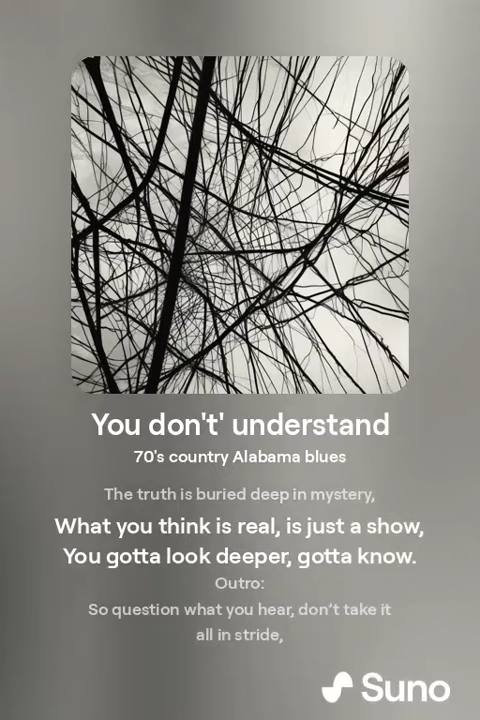 You don't' understand
70's country Alabama blues
The truth is buried deep in mystery,
What you think is real, is just a show,
You gotta look deeper, gotta know.
Outro:
So question what you hear, don’t take it
all in stride,
Suno